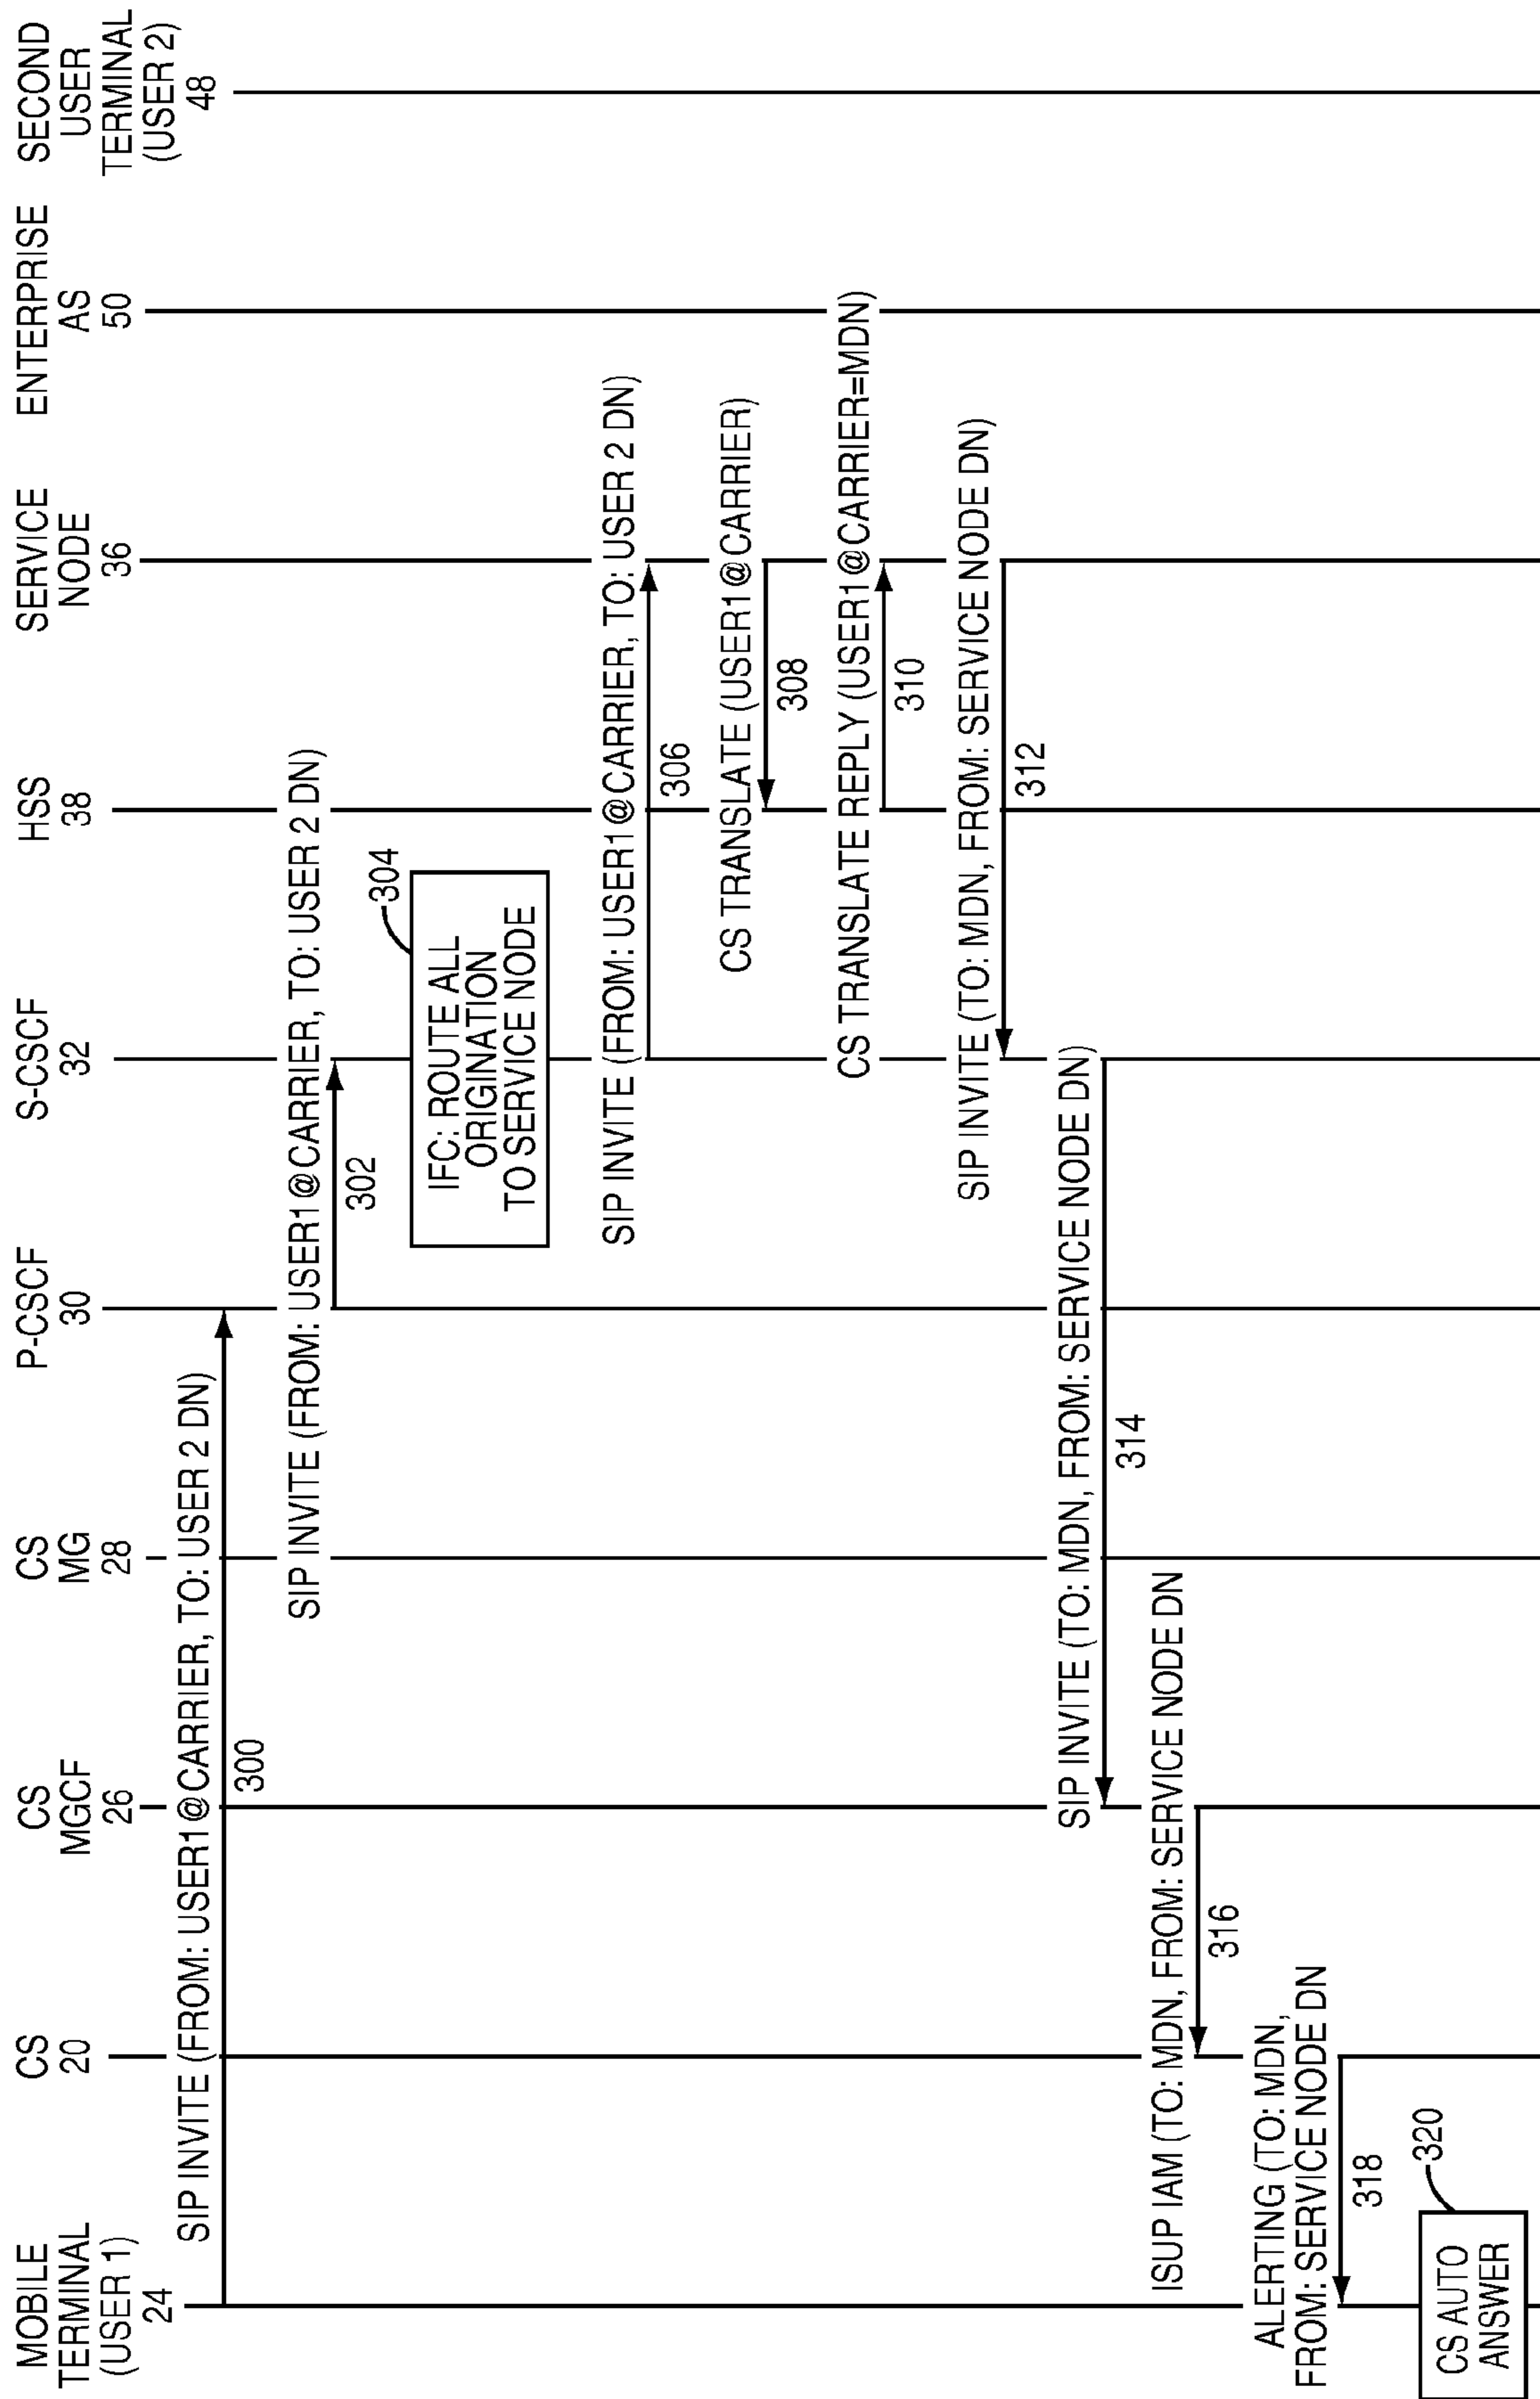 MOBILE
TERMINAL
(USER 1)
24
CS
20
CS
MGCF
26
CS
MG
28
P-CSCF
30
S-CSCF
32
HSS
38
SERVICE
NODE
36
ENTERPRISE
AS
50
SECOND
USER
TERMINAL
(USER 2)
48
SIP INVITE (FROM: USER1@CARRIER, TO: USER 2 DN)
300
SIP INVITE (FROM: USER1@CARRIER, TO: USER 2 DN)
302
304
IFC: ROUTE ALL
ORIGINATION
TO SERVICE NODE
SIP INVITE (FROM: USER1@CARRIER, TO: USER 2 DN)
306
CS TRANSLATE (USER1@CARRIER)
308
CS TRANSLATE REPLY (USER1@CARRIER=MDN)
310
SIP INVITE (TO: MDN, FROM: SERVICE NODE DN)
312
SIP INVITE (TO: MDN, FROM: SERVICE NODE DN)
314
ISUP IAM (TO: MDN, FROM: SERVICE NODE DN
316
ALERTING (TO: MDN,
FROM: SERVICE NODE DN
318
320
CS AUTO
ANSWER